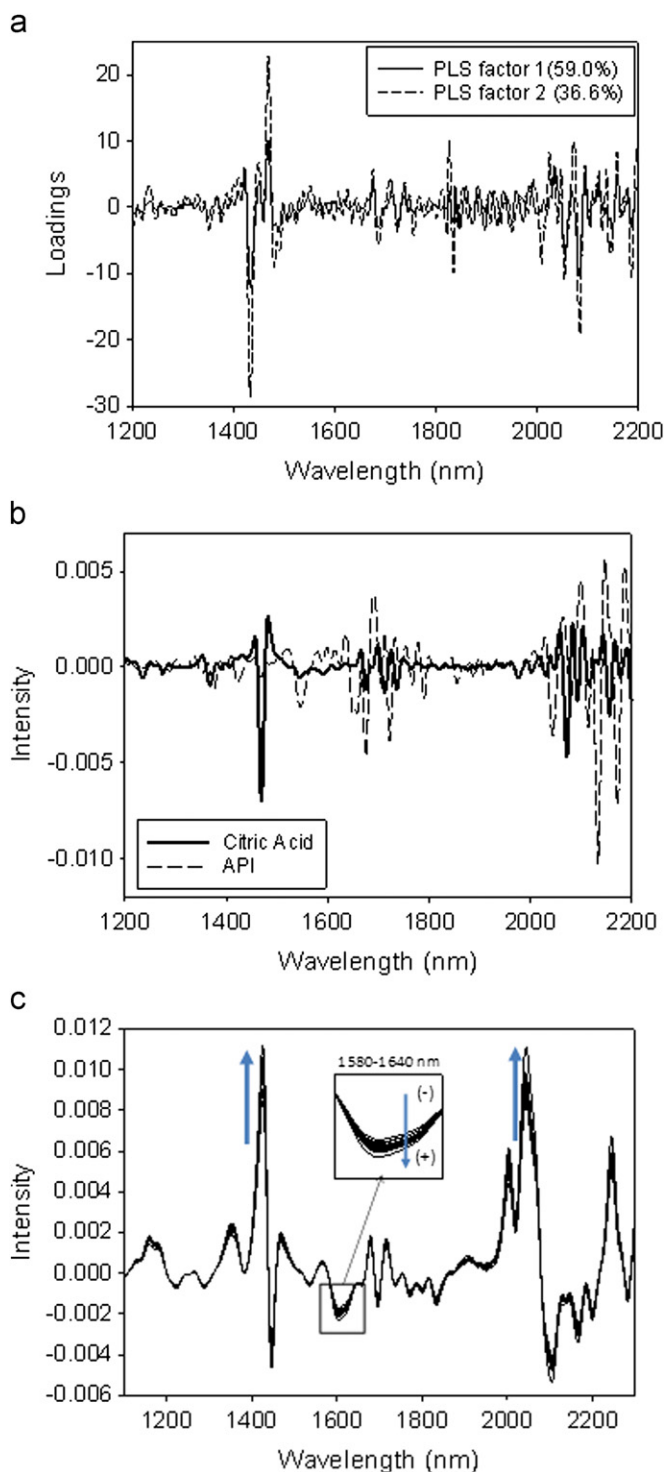 a
PLS factor 1(59.0%)
PLS factor 2 (36.6%)
20
10
0
-10
-20
-30
Loadings
1200 1400 1600 1800 2000 2200
Wavelength (nm)
b
0.005
0.000
-0.005
-0.010
Intensity
Citric Acid
API
1200 1400 1600 1800 2000 2200
Wavelength (nm)
c
0.012
0.010
0.008
0.006
0.004
0.002
0.000
-0.002
-0.004
-0.006
Intensity
1580-1640 nm
(-)
(+)
1200 1400 1600 1800 2000 2200
Wavelength (nm)